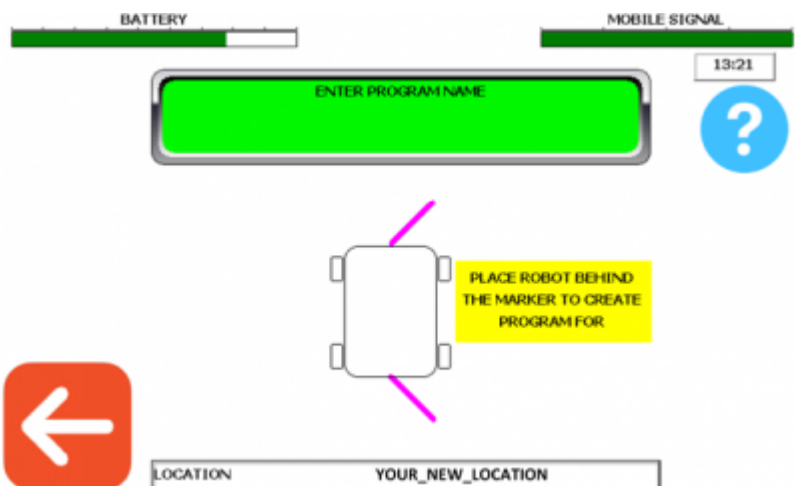 BATTERY
MOBILE SIGNAL
13:21
ENTER PROGRAM NAME
?
PLACE ROBOT BEHIND
THE MARKER TO CREATE
PROGRAM FOR
LOCATION YOUR_NEW_LOCATION